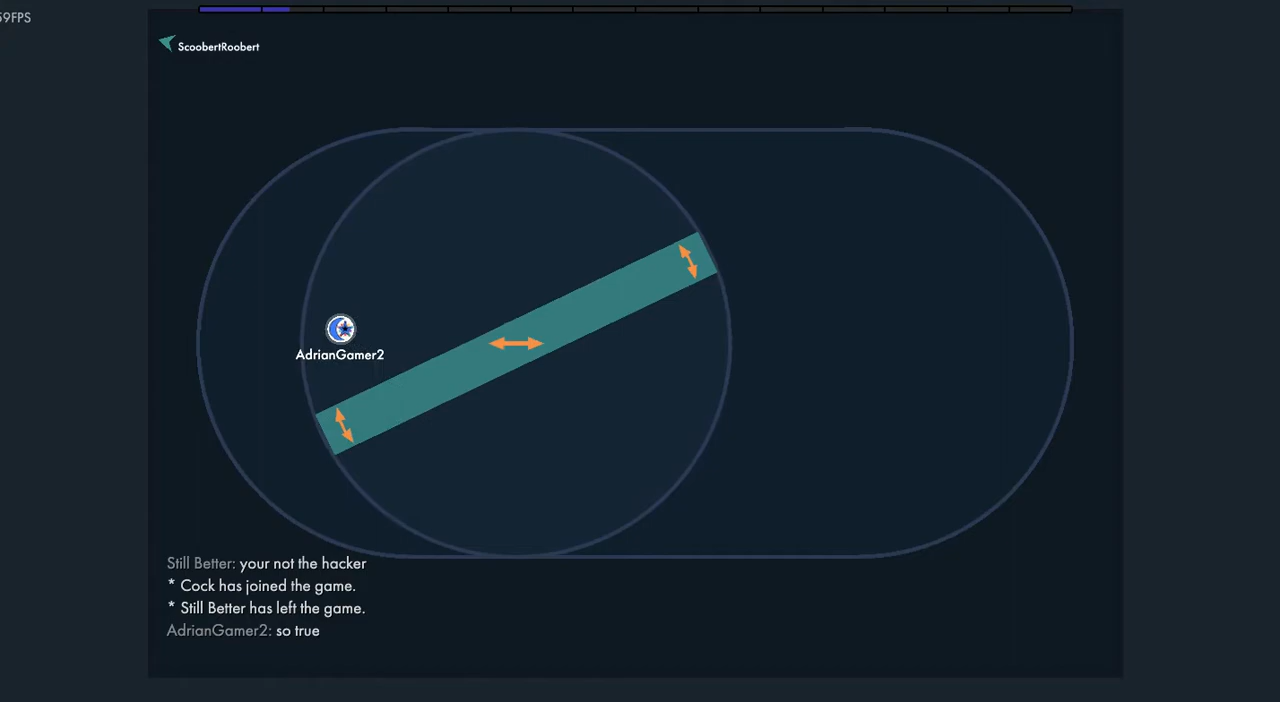 59FPS
ScoobertRoobert
AdrianGamer2
Still Better: your not the hacker
* Cock has joined the game.
* Still Better has left the game.
AdrianGamer2: so true